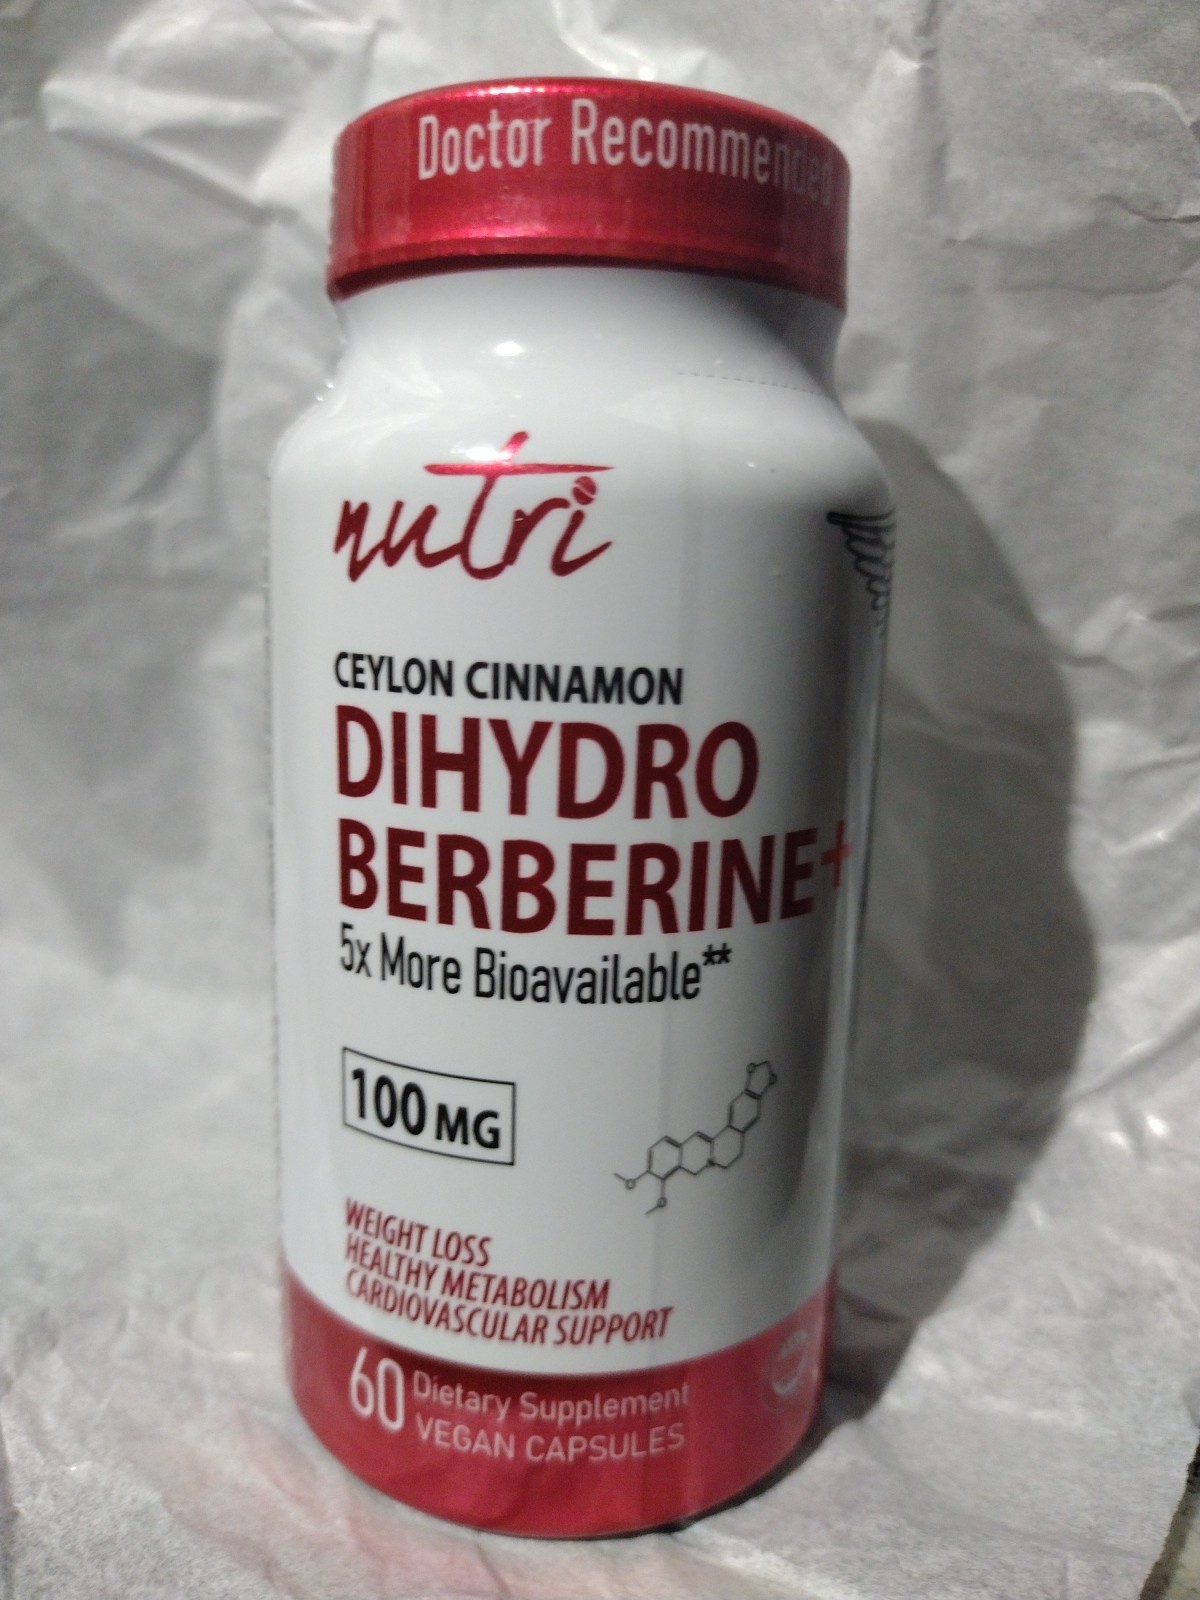 Doctor Recommended
nutri
CEYLON CINNAMON
DIHYDRO
BERBERINE+
5x More Bioavailable**
100 MG
WEIGHT LOSS
HEALTHY METABOLISM
CARDIOVASCULAR SUPPORT
60 Dietary Supplement
VEGAN CAPSULES